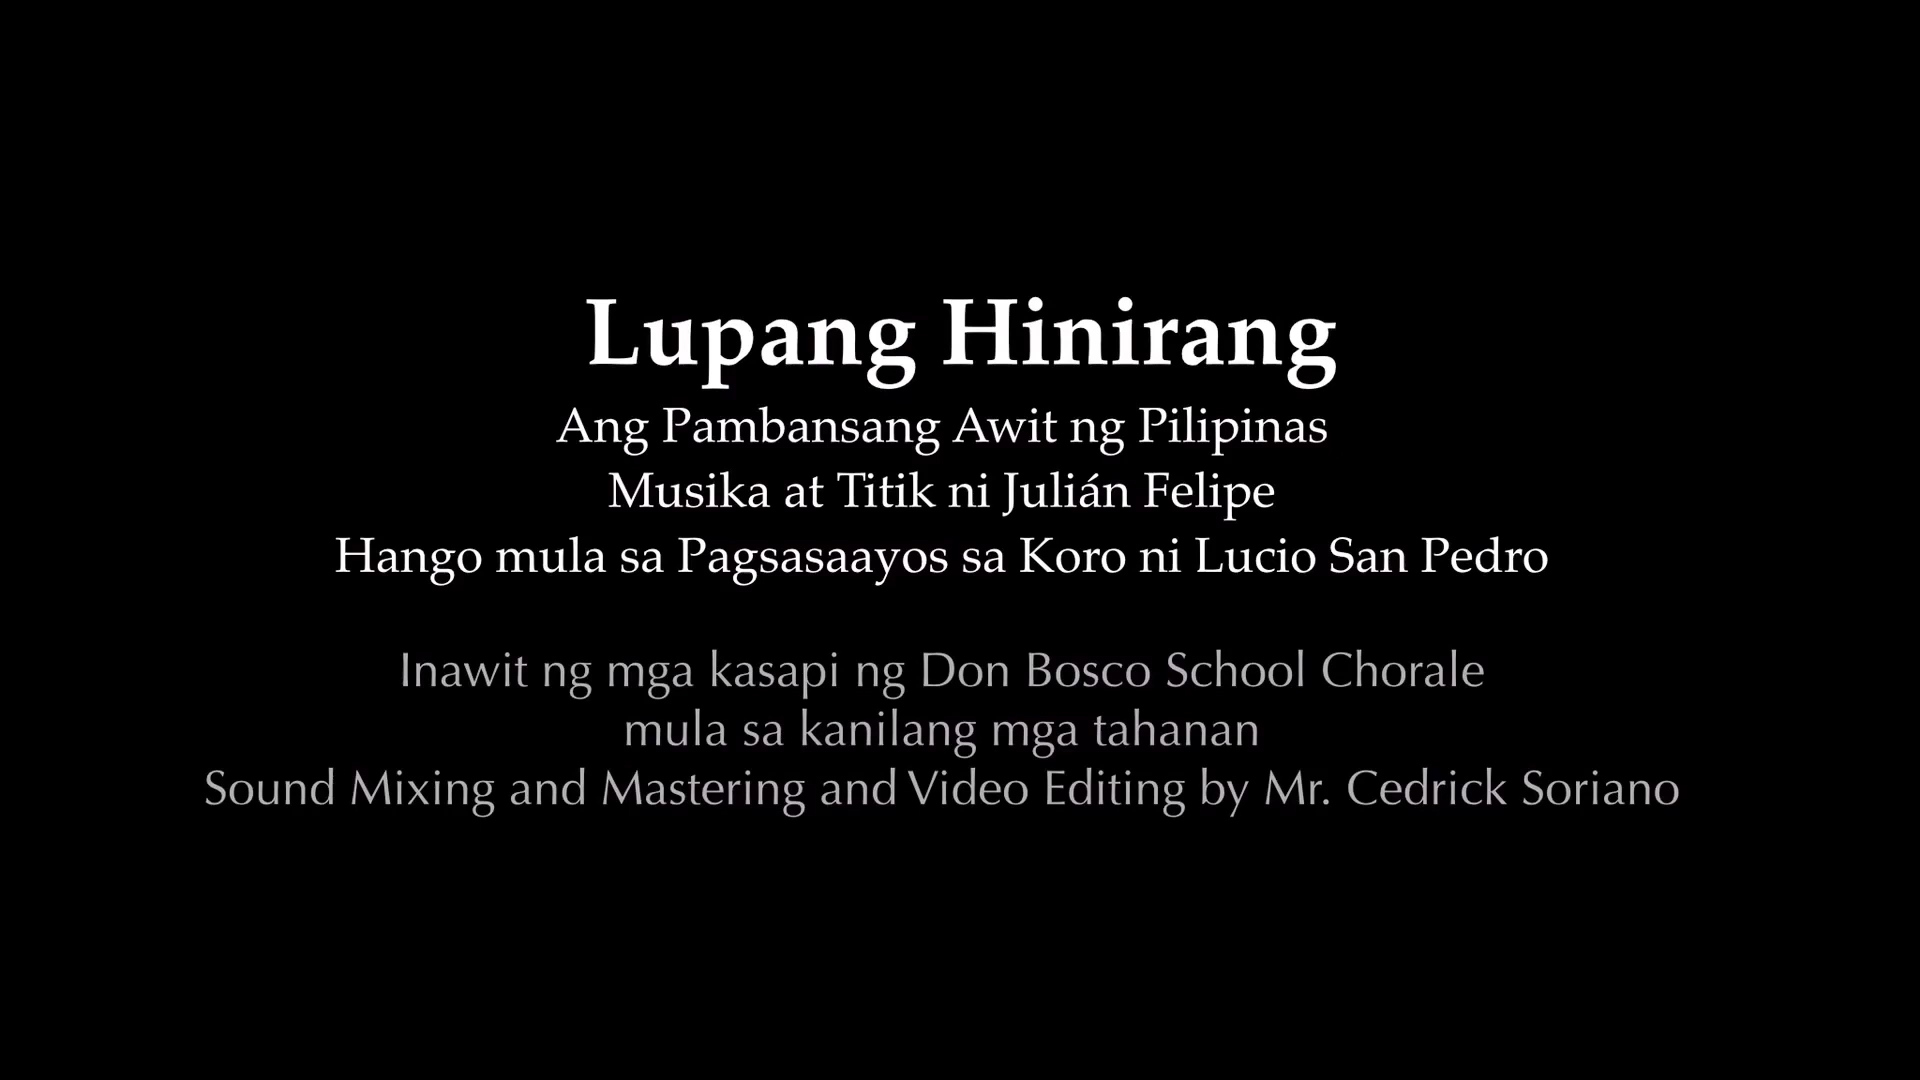 Lupang Hinirang
Ang Pambansang Awit ng Pilipinas
Musika at Titik ni Julián Felipe
Hango mula sa Pagsasaayos sa Koro ni Lucio San Pedro
Inawit ng mga kasapi ng Don Bosco School Chorale
mula sa kanilang mga tahanan
Sound Mixing and Mastering and Video Editing by Mr. Cedrick Soriano